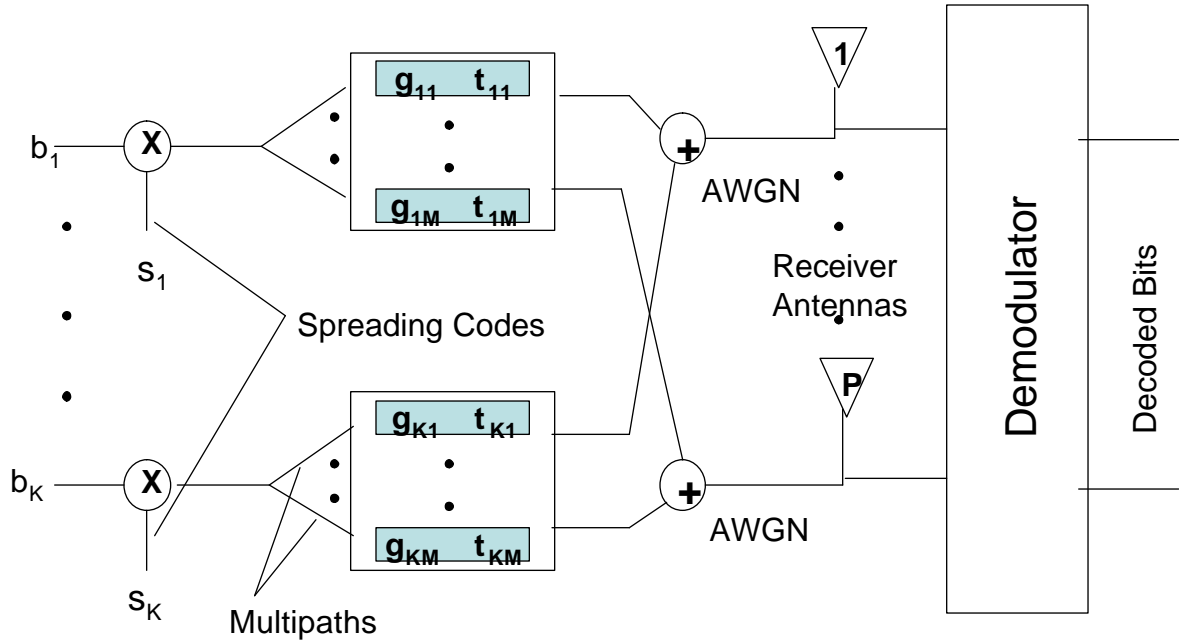 b1
X
s1
g11 t11
g1M t1M
+
AWGN
1
Receiver
Antennas
Spreading Codes
bK
X
sK
gK1 tK1
gKM tKM
Multipaths
+
AWGN
P
Demodulator
Decoded Bits